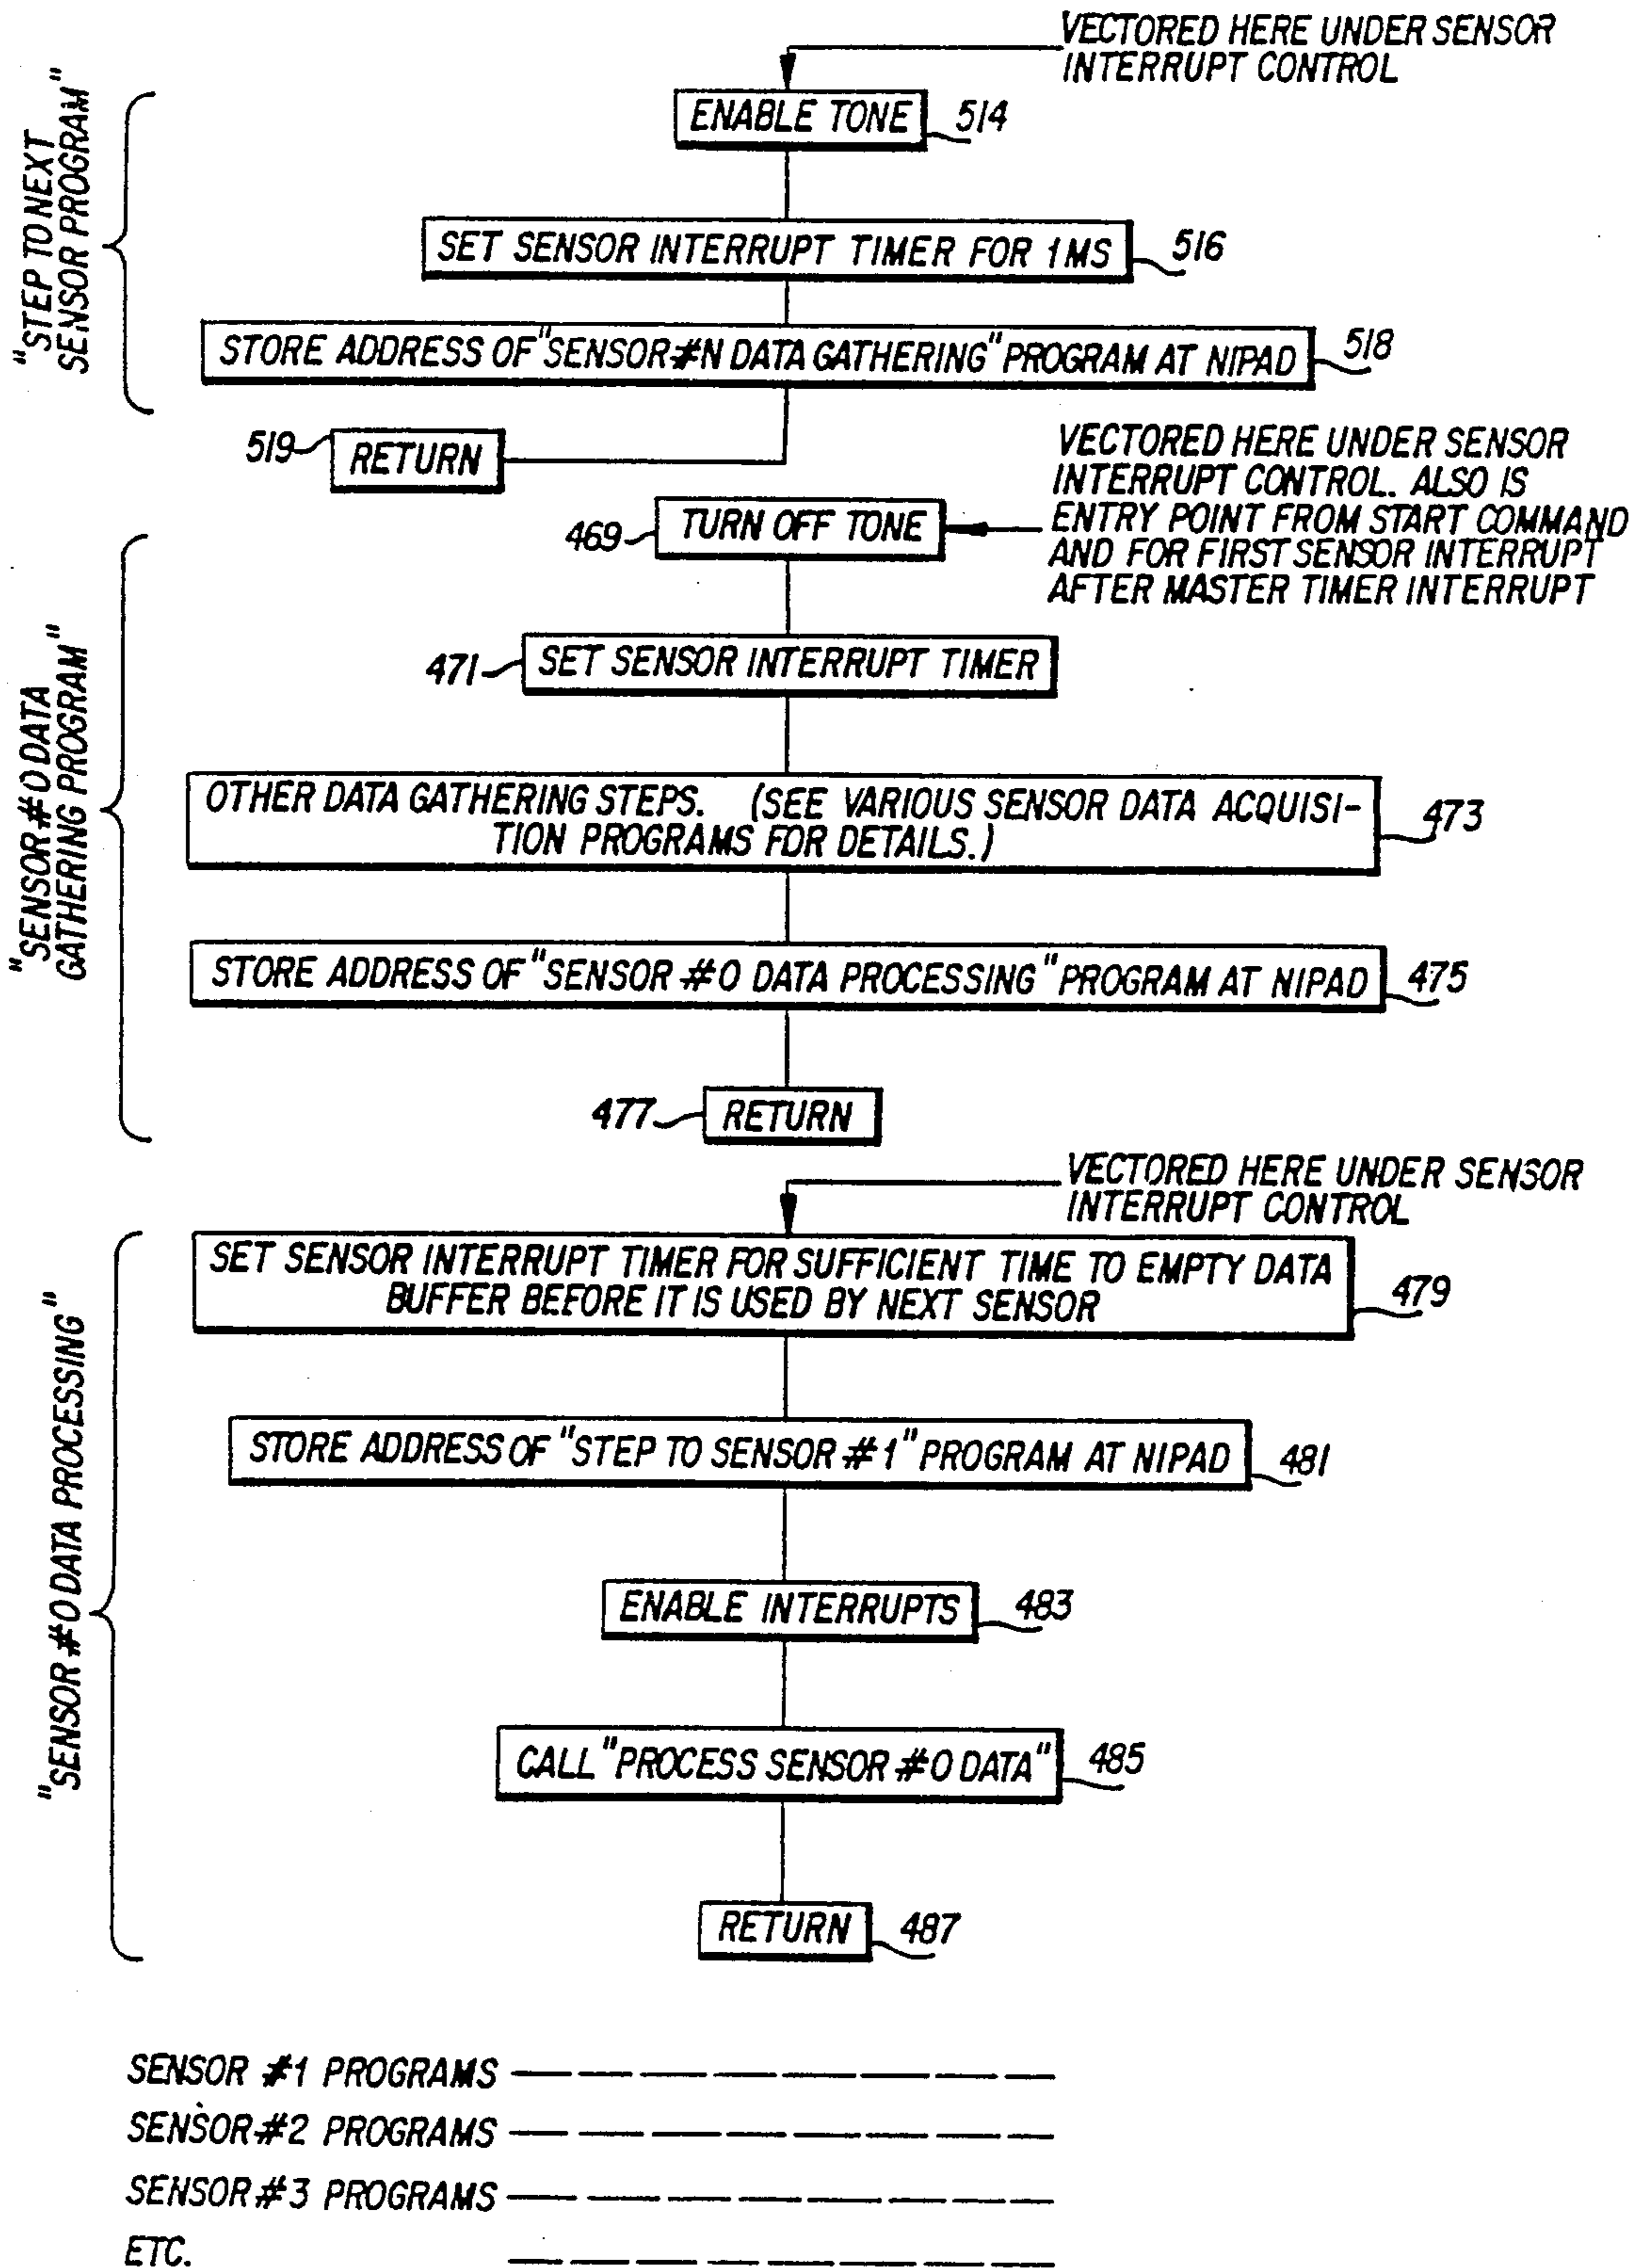 VECTORED HERE UNDER SENSOR
INTERRUPT CONTROL
"STEP TO NEXT
SENSOR PROGRAM"
ENABLE TONE
514
SET SENSOR INTERRUPT TIMER FOR 1MS
516
STORE ADDRESS OF "SENSOR #N DATA GATHERING" PROGRAM AT NIPAD
518
519
RETURN
VECTORED HERE UNDER SENSOR
INTERRUPT CONTROL. ALSO IS
ENTRY POINT FROM START COMMAND
AND FOR FIRST SENSOR INTERRUPT
AFTER MASTER TIMER INTERRUPT
"SENSOR #0 DATA
GATHERING PROGRAM"
469
TURN OFF TONE
471
SET SENSOR INTERRUPT TIMER
OTHER DATA GATHERING STEPS. (SEE VARIOUS SENSOR DATA ACQUISI-
TION PROGRAMS FOR DETAILS.)
473
STORE ADDRESS OF "SENSOR #0 DATA PROCESSING" PROGRAM AT NIPAD
475
477
RETURN
VECTORED HERE UNDER SENSOR
INTERRUPT CONTROL
"SENSOR #0 DATA PROCESSING"
SET SENSOR INTERRUPT TIMER FOR SUFFICIENT TIME TO EMPTY DATA
BUFFER BEFORE IT IS USED BY NEXT SENSOR
479
STORE ADDRESS OF "STEP TO SENSOR #1" PROGRAM AT NIPAD
481
ENABLE INTERRUPTS
483
CALL "PROCESS SENSOR #0 DATA"
485
RETURN
487
SENSOR #1 PROGRAMS
SENSOR #2 PROGRAMS
SENSOR #3 PROGRAMS
ETC.